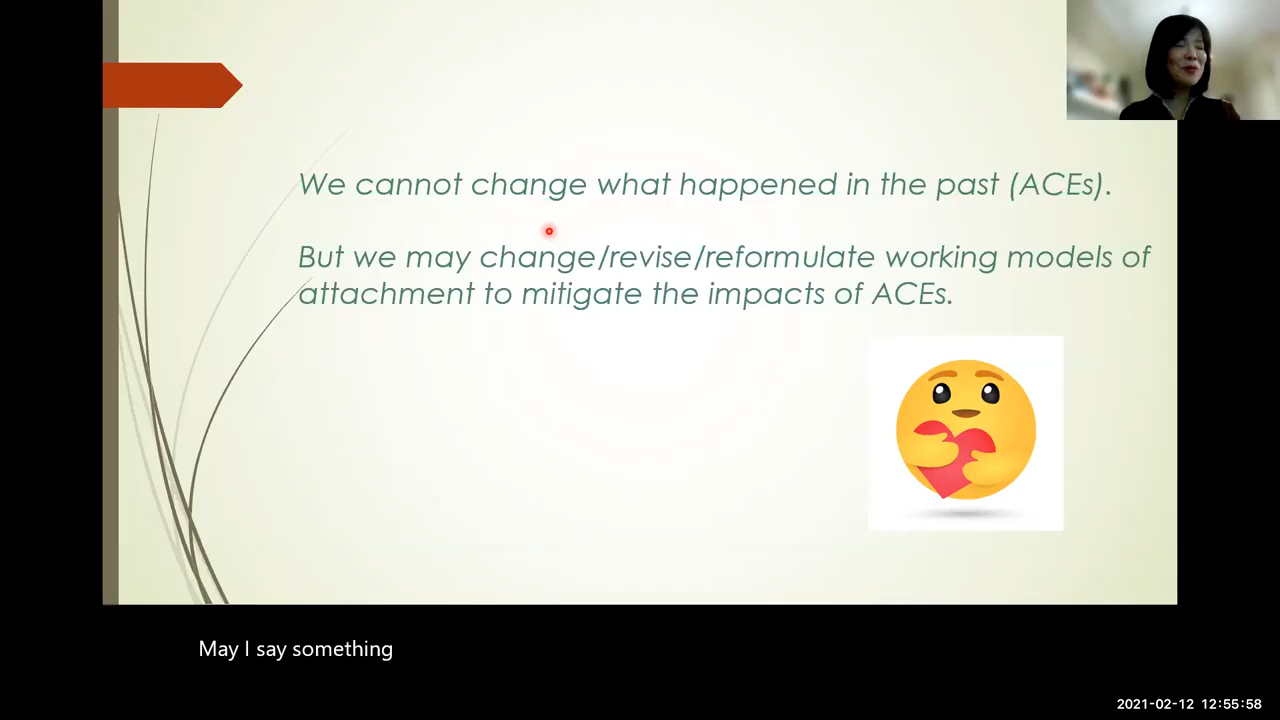 We cannot change what happened in the past (ACEs).
But we may change/revise/reformulate working models of
attachment to mitigate the impacts of ACEs.
May I say something
2021-02-12 12:55:58